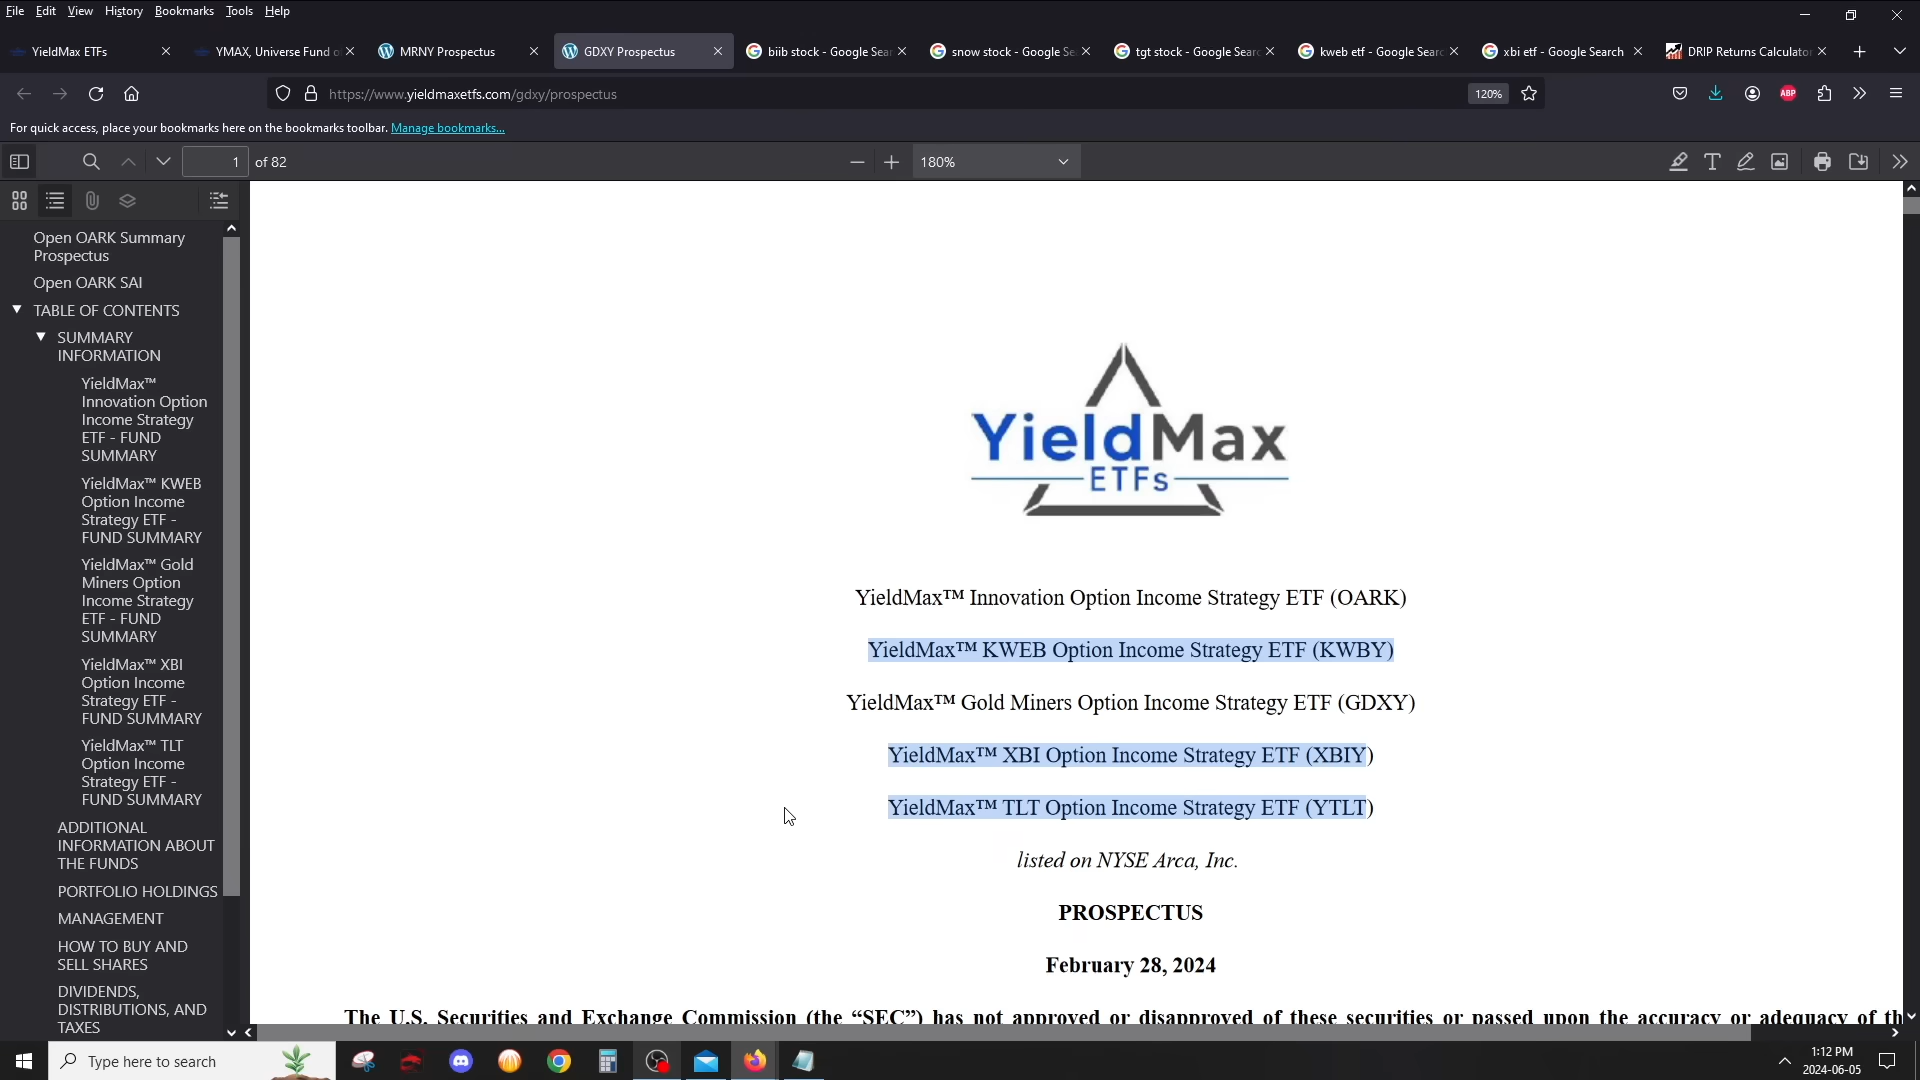 File Edit View History Bookmarks Tools Help
YieldMax ETFs
YMAX, Universe Fund o
MRNY Prospectus
GDXY Prospectus
biib stock - Google Sear
snow stock - Google Se
tgt stock - Google Searc
kweb etf - Google Searc
xbi etf - Google Search
DRIP Returns Calculator
https://www.yieldmaxetfs.com/gdxy/prospectus
120%
ABP
For quick access, place your bookmarks here on the bookmarks toolbar. Manage bookmarks...
1 of 82
180%
Open OARK Summary
Prospectus
Open OARK SAI
TABLE OF CONTENTS
SUMMARY
INFORMATION
YieldMax™
Innovation Option
Income Strategy
ETF - FUND
SUMMARY
YieldMax™ KWEB
Option Income
Strategy ETF -
FUND SUMMARY
YieldMax™ Gold
Miners Option
Income Strategy
ETF - FUND
SUMMARY
YieldMax™ XBI
Option Income
Strategy ETF -
FUND SUMMARY
YieldMax™ TLT
Option Income
Strategy ETF -
FUND SUMMARY
ADDITIONAL
INFORMATION ABOUT
THE FUNDS
PORTFOLIO HOLDINGS
MANAGEMENT
HOW TO BUY AND
SELL SHARES
DIVIDENDS,
DISTRIBUTIONS, AND
TAXES
YieldMax
ETFs
YieldMax™ Innovation Option Income Strategy ETF (OARK)
YieldMax™ KWEB Option Income Strategy ETF (KWBY)
YieldMax™ Gold Miners Option Income Strategy ETF (GDXY)
YieldMax™ XBI Option Income Strategy ETF (XBIY)
YieldMax™ TLT Option Income Strategy ETF (YTLT)
listed on NYSE Arca, Inc.
PROSPECTUS
February 28, 2024
The U.S. Securities and Exchange Commission (the “SEC”) has not approved or disapproved of these securities or passed upon the accuracy or adequacy of th
Type here to search
1:12 PM
2024-06-05